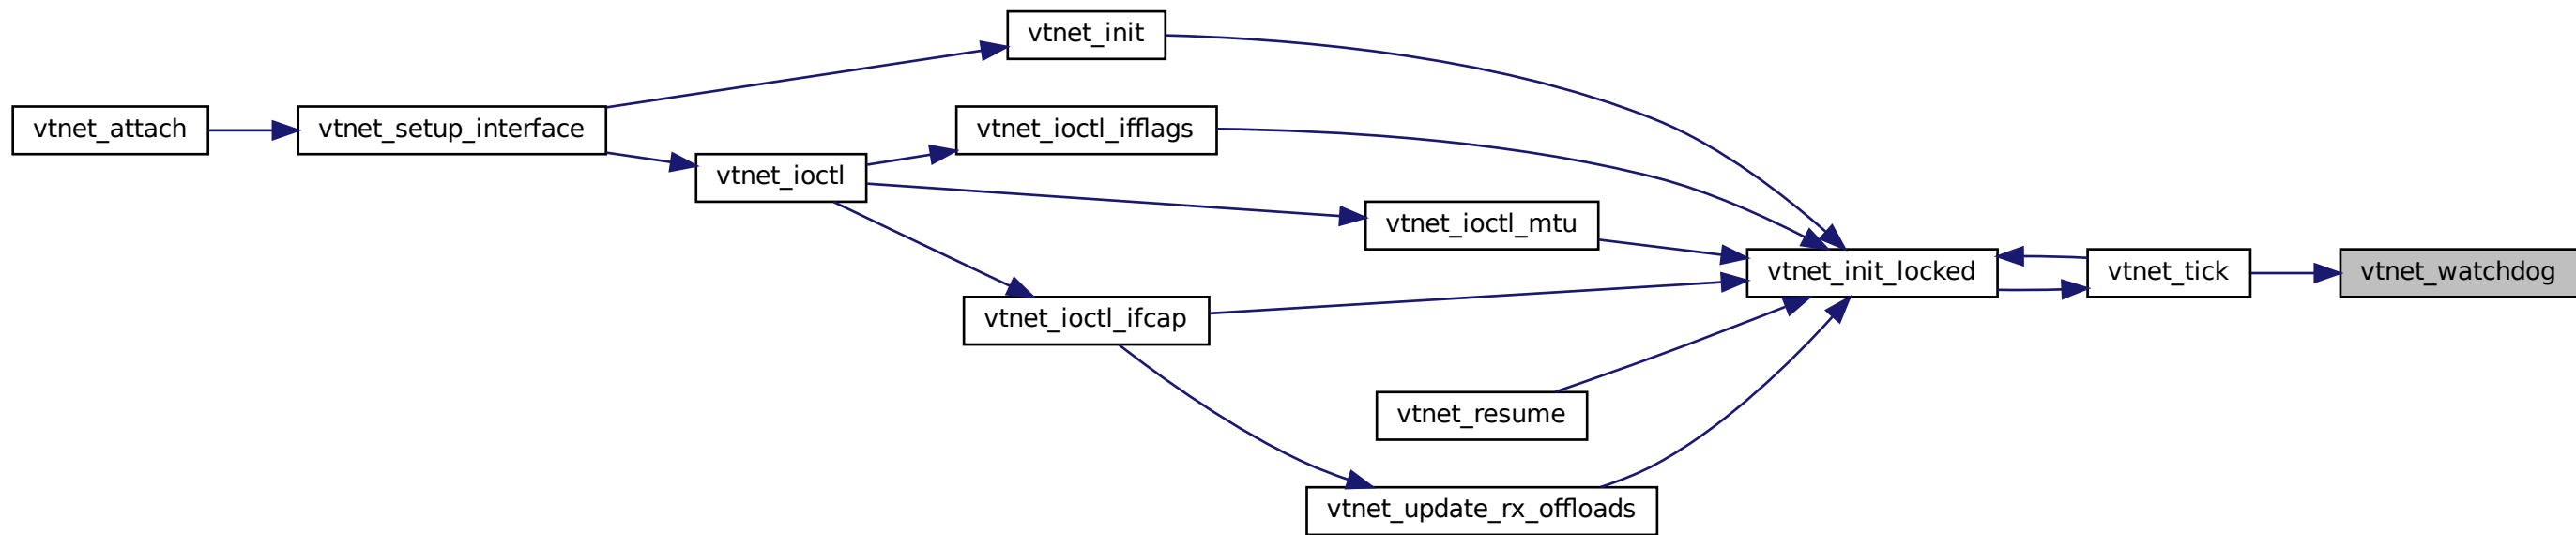 vtnet_init
vtnet_attach
vtnet_setup_interface
vtnet_ioctl_ifflags
vtnet_ioctl
vtnet_ioctl_mtu
vtnet_init_locked
vtnet_tick
vtnet_watchdog
vtnet_ioctl_ifcap
vtnet_resume
vtnet_update_rx_offloads